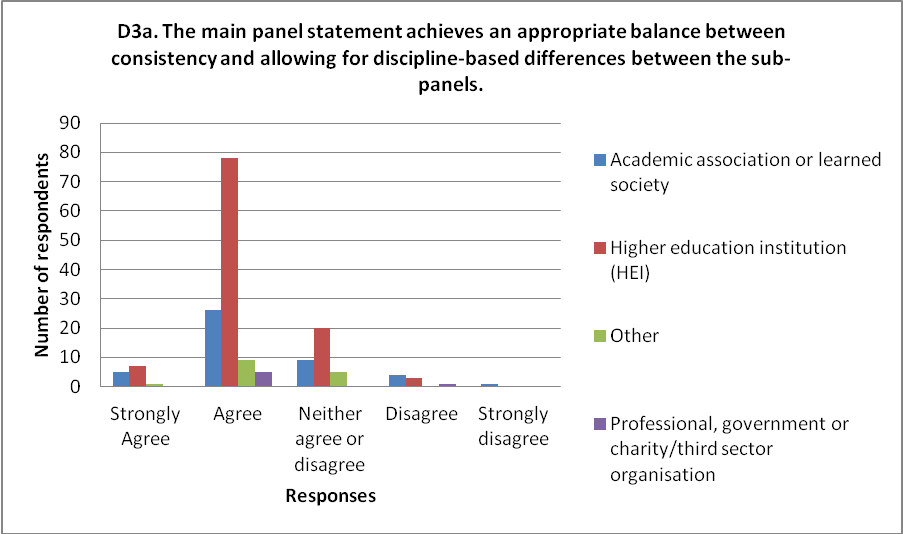 D3a. The main panel statement achieves an appropriate balance between
consistency and allowing for discipline-based differences between the sub-
panels.
90
80
70
60
50
40
30
20
10
0
Number of respondents
Strongly
Agree
Agree
Neither
agree or
disagree
Disagree
Strongly
disagree
Responses
Academic association or learned
society
Higher education institution
(HEI)
Other
Professional, government or
charity/third sector
organisation